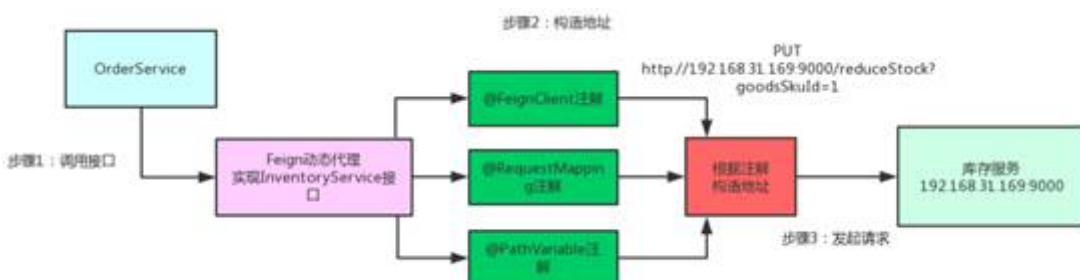 步骤2：构造地址
OrderService
PUT
http://192.168.31.169:9000/reduceStock?
goodsSkuId=1
@FeignClient注解
步骤1：调用接口
Feign动态代理
实现InventoryService接
口
@RequestMappin
g注解
根据注解
构造地址
库存服务
192.168.31.169:9000
步骤3：发起请求
@PathVariable注
解